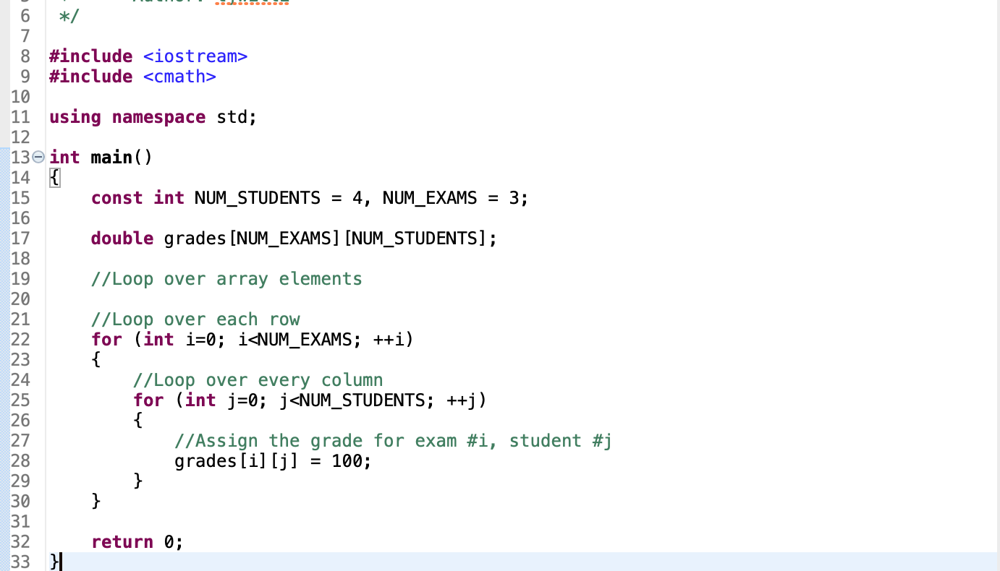 6 */
7
8 #include <iostream>
9 #include <cmath>
10
11 using namespace std;
12
13 int main()
14 {
15     const int NUM_STUDENTS = 4, NUM_EXAMS = 3;
16
17     double grades[NUM_EXAMS][NUM_STUDENTS];
18
19     //Loop over array elements
20
21     //Loop over each row
22     for (int i=0; i<NUM_EXAMS; ++i)
23     {
24         //Loop over every column
25         for (int j=0; j<NUM_STUDENTS; ++j)
26         {
27             //Assign the grade for exam #i, student #j
28             grades[i][j] = 100;
29         }
30     }
31
32     return 0;
33 }